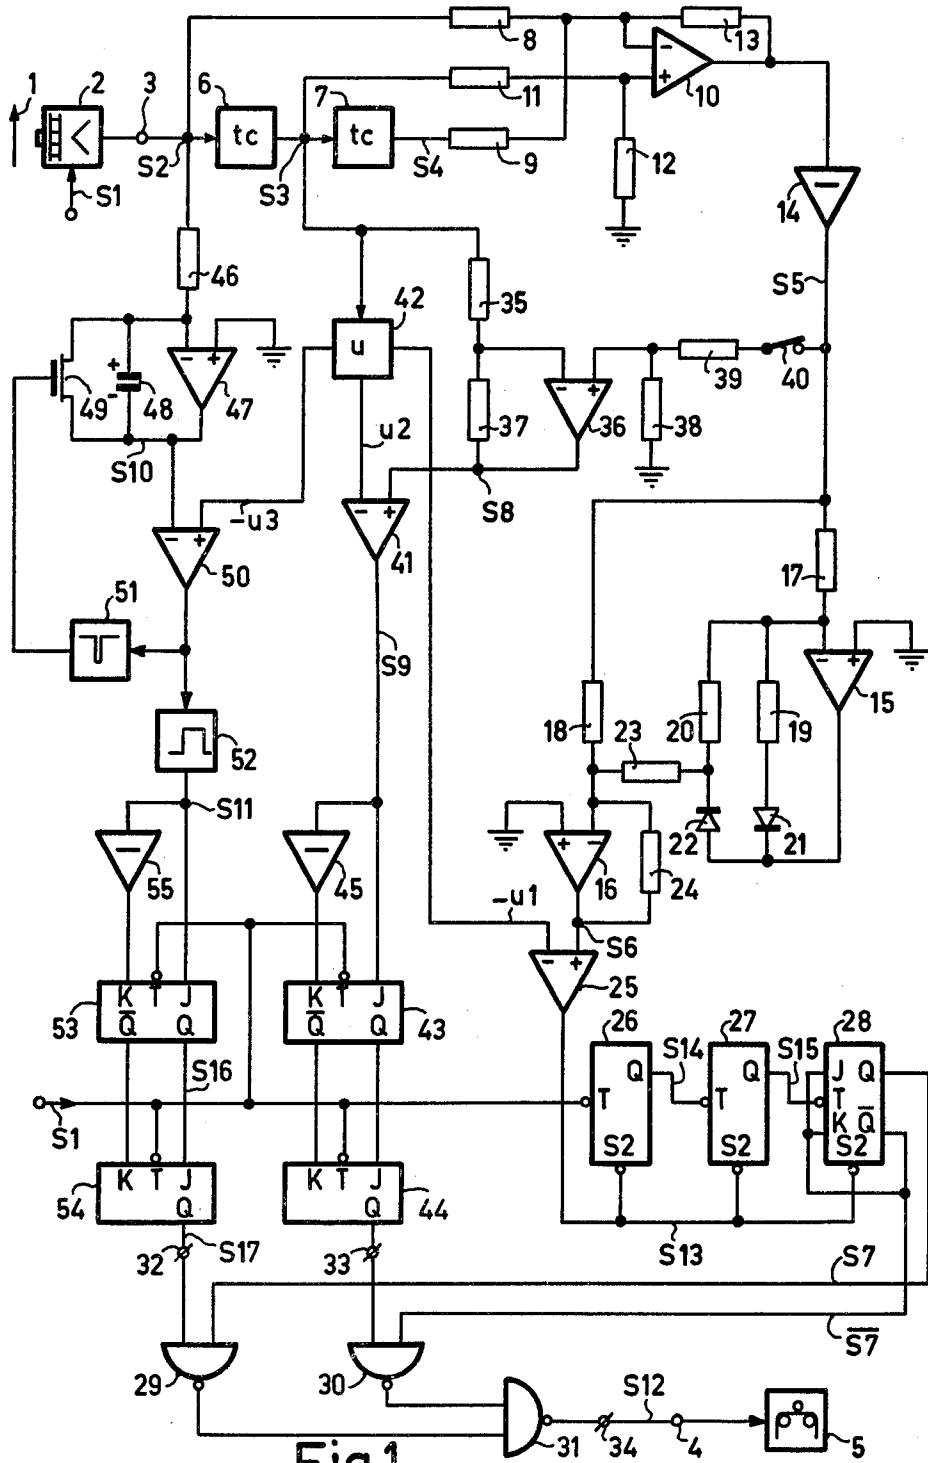 8
13
- +
10
11
1
2
3
6
7
tc
tc
S2
S3
S4
9
12
S1
14
S5
46
42
35
u
- +
47
49
+
-
48
S10
u2
37
- +
36
38
39
40
S8
-u3
- +
50
- +
41
17
51
S9
- +
15
52
18
23
20
19
S11
22
21
55
45
+ -
16
24
-u1
S6
- +
25
53
K T J
Q̅ Q
K T J
Q̅ Q
43
26
27
28
S14
S15
Q
T
S2
Q
T
S2
J Q
T
K Q̅
S2
S16
S1
54
K T J
Q
K T J
Q
44
S13
32
S17
33
S7
S̅7̅
29
30
31
S12
34
4
5
Fig.1